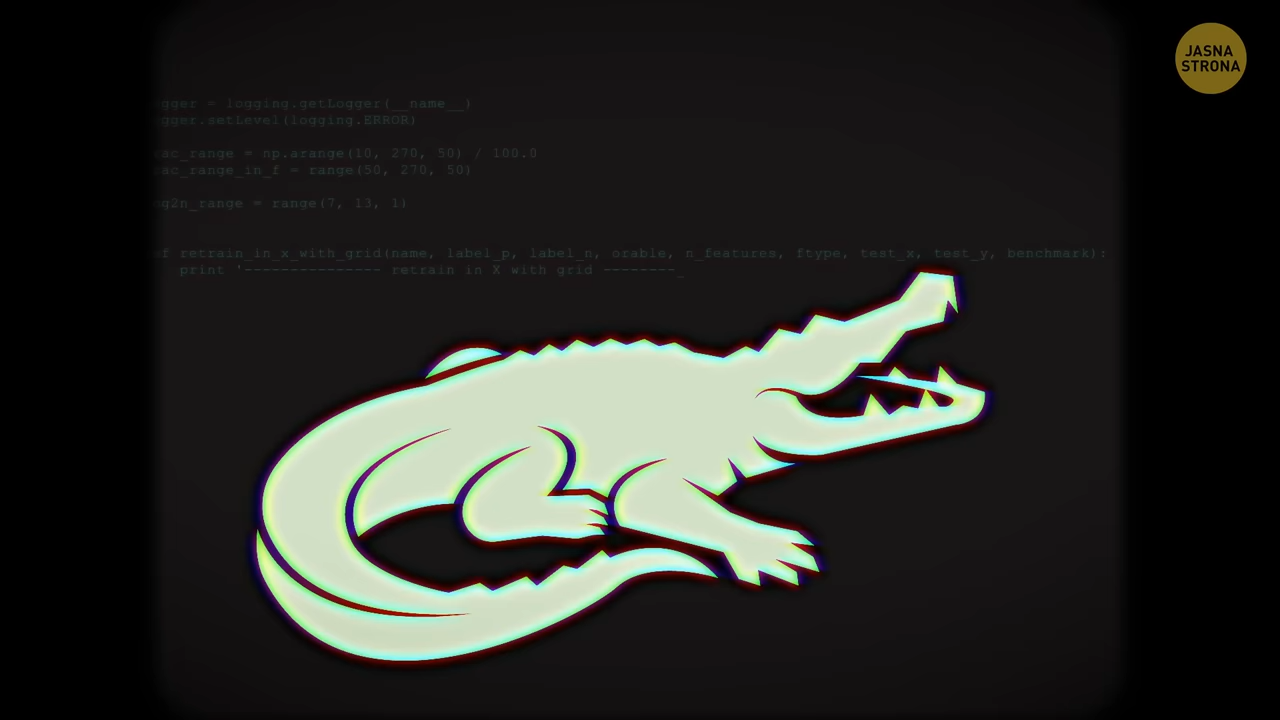 JASNA
STRONA
gger = logging.getLogger(__name__)
gger.setLevel(logging.ERROR)
ac_range = np.arange(10, 270, 50) / 100.0
ac_range_in_f = range(50, 270, 50)
og2n_range = range(7, 13, 1)
ef retrain_in_x_with_grid(name, label_p, label_n, orable, n_features, ftype, test_x, test_y, benchmark):
print '--------------- retrain in X with grid --------_